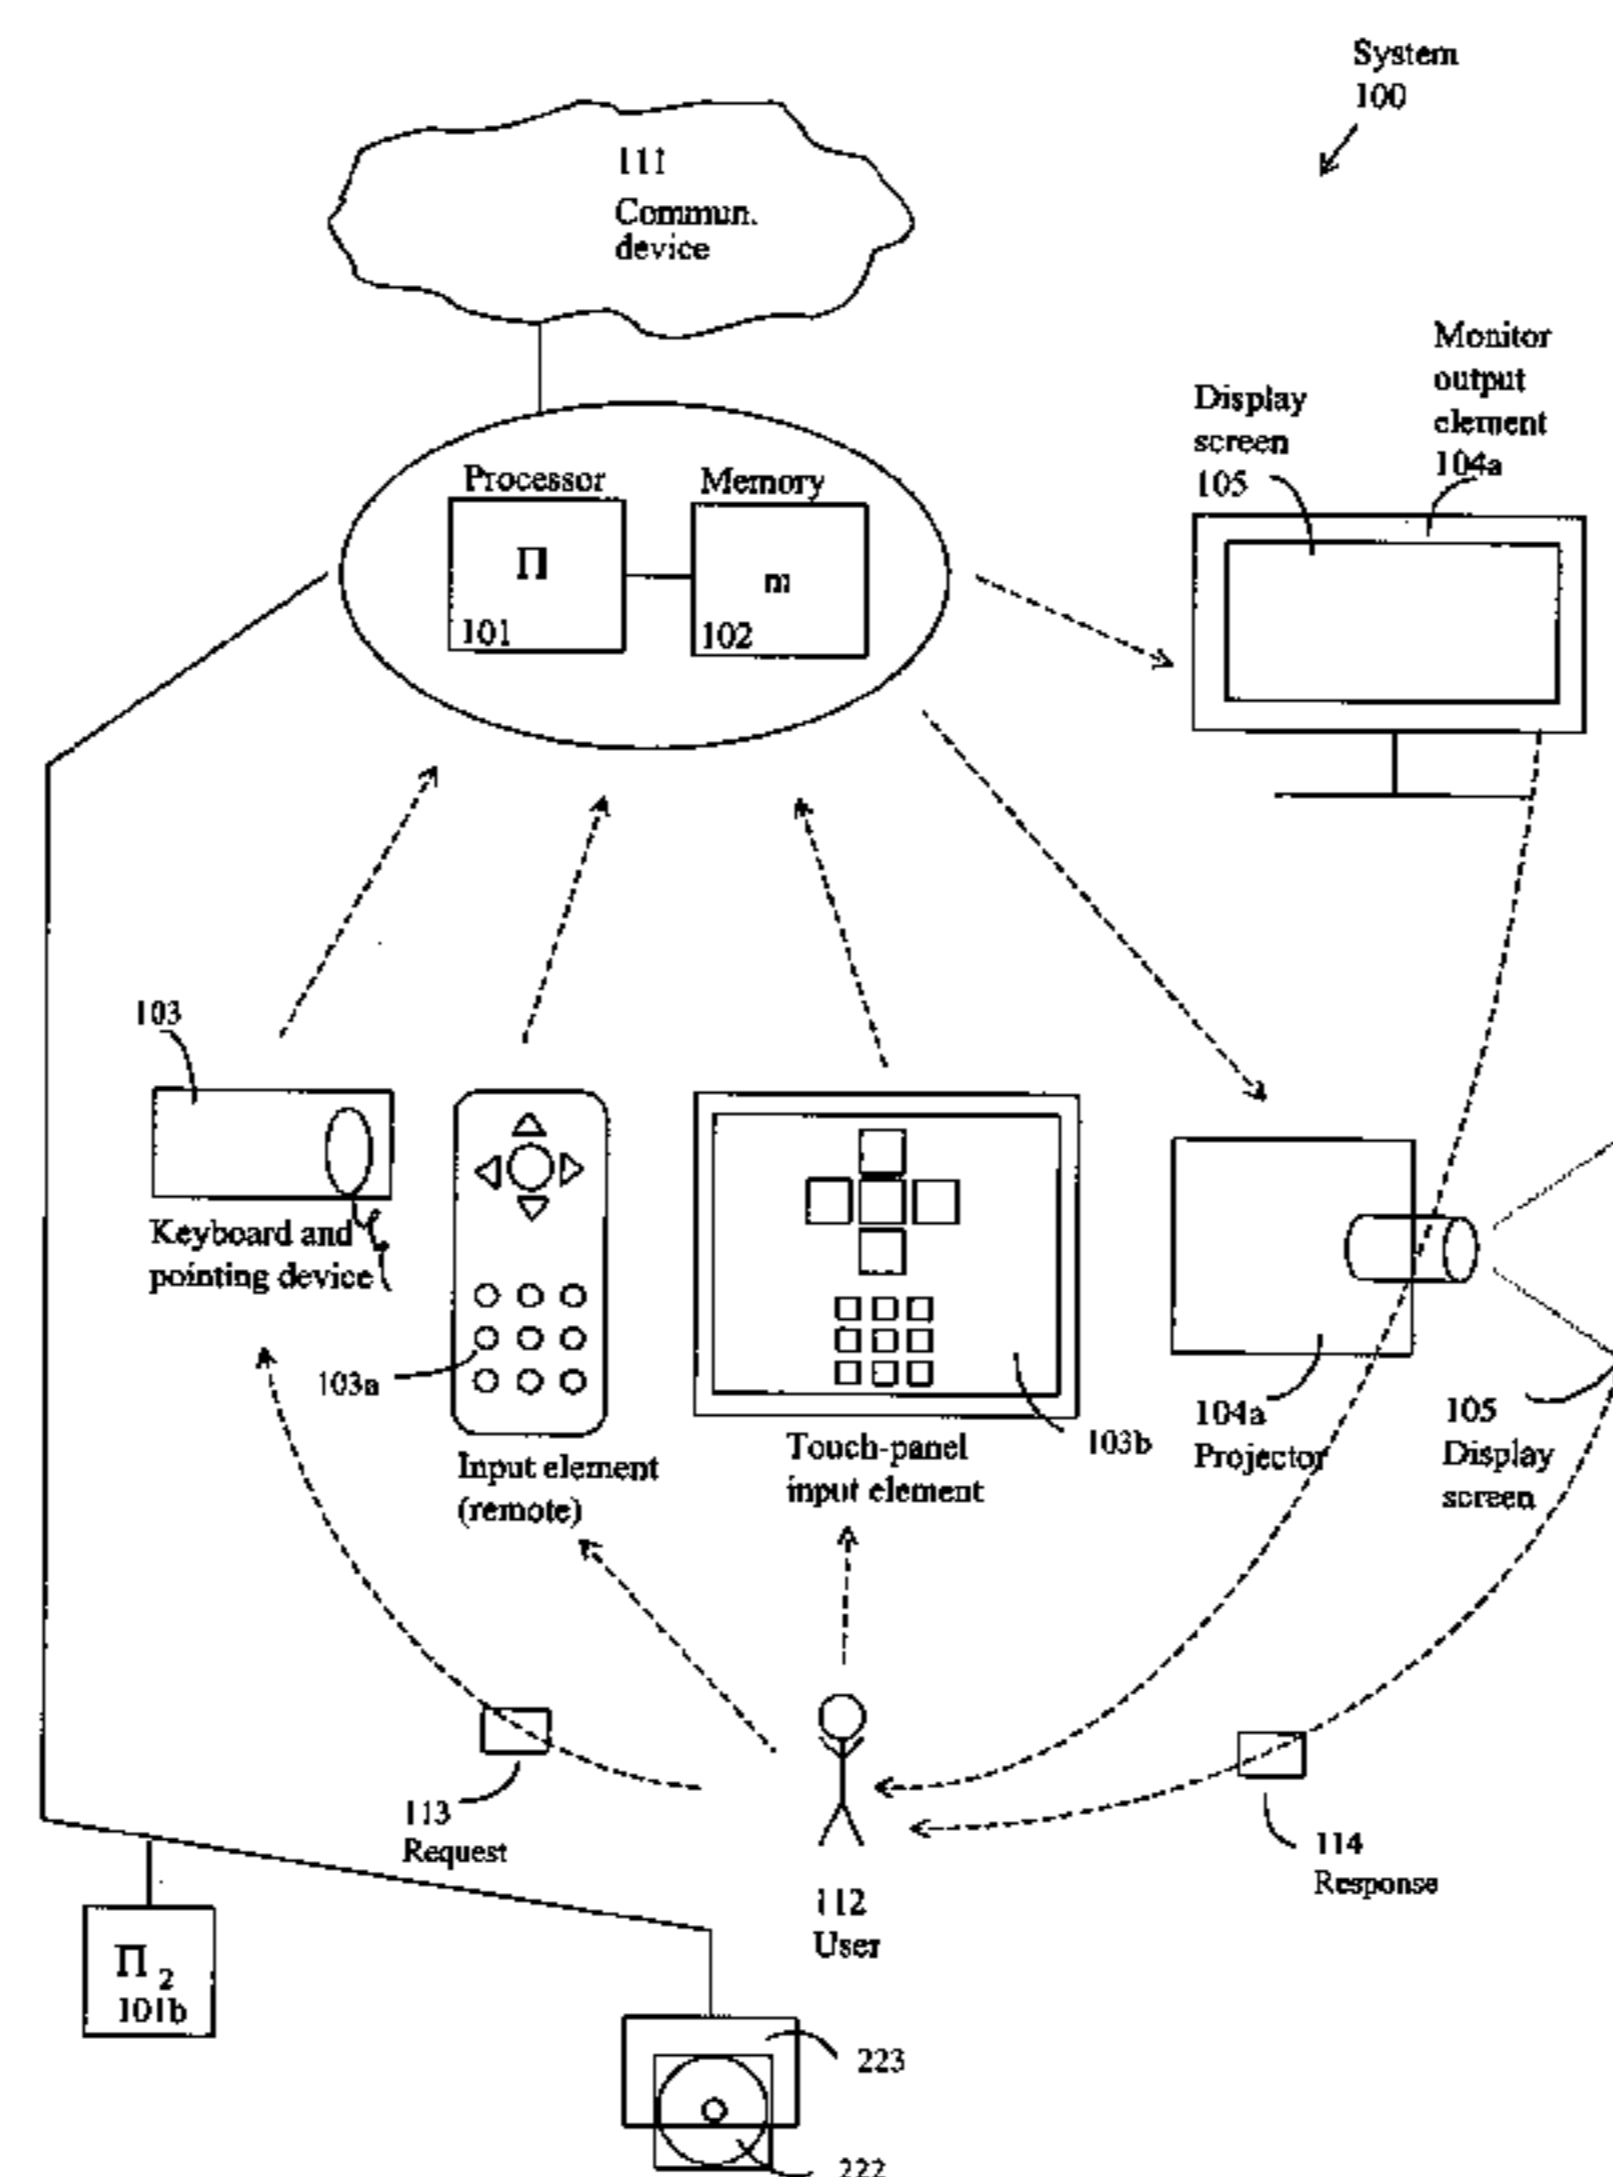 System
100
111
Commun.
device
Monitor
output
element
104a
Display
screen
105
Processor
Memory
Π
m
101
102
103
Keyboard and
pointing device
103a
Input element
(remote)
103b
Touch-panel
input element
104a
Projector
105
Display
screen
113
Request
114
Response
112
User
Π 2
101b
223
222